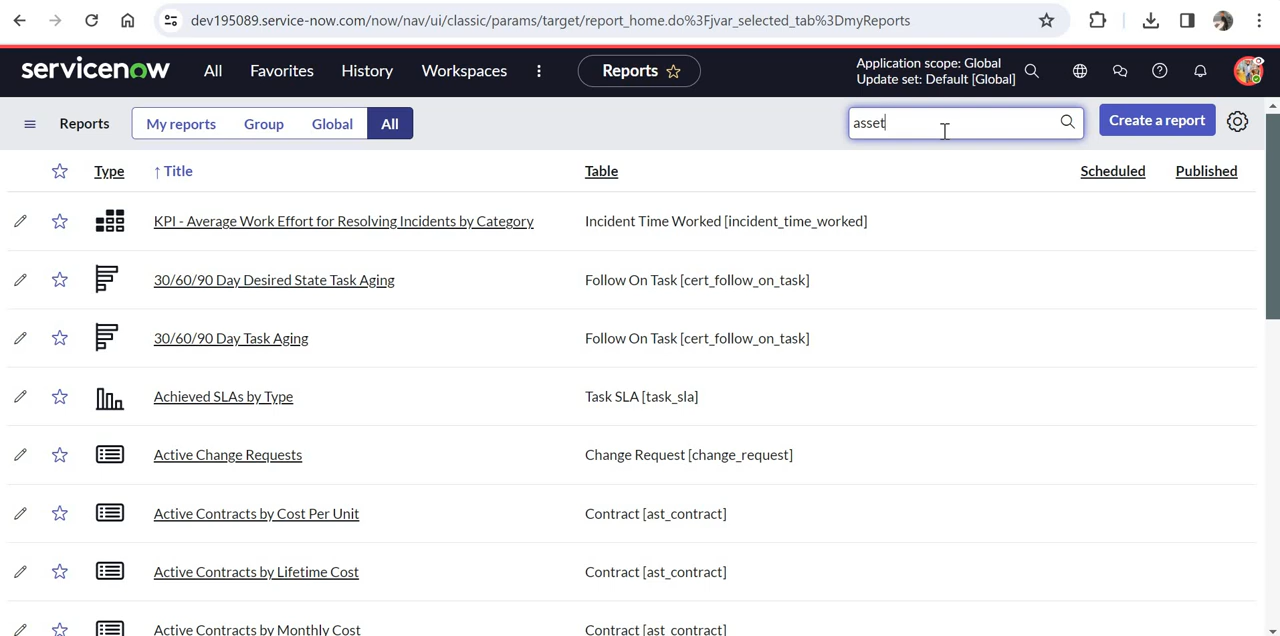 dev195089.service-now.com/now/nav/ui/classic/params/target/report_home.do%3Fjvar_selected_tab%3DmyReports
servicenow All Favorites History Workspaces Reports Application scope: Global
Update set: Default [Global]
Reports My reports Group Global All asset Create a report
Type ↑ Title Table Scheduled Published
KPI - Average Work Effort for Resolving Incidents by Category Incident Time Worked [incident_time_worked]
30/60/90 Day Desired State Task Aging Follow On Task [cert_follow_on_task]
30/60/90 Day Task Aging Follow On Task [cert_follow_on_task]
Achieved SLAs by Type Task SLA [task_sla]
Active Change Requests Change Request [change_request]
Active Contracts by Cost Per Unit Contract [ast_contract]
Active Contracts by Lifetime Cost Contract [ast_contract]
Active Contracts by Monthly Cost Contract [ast_contract]